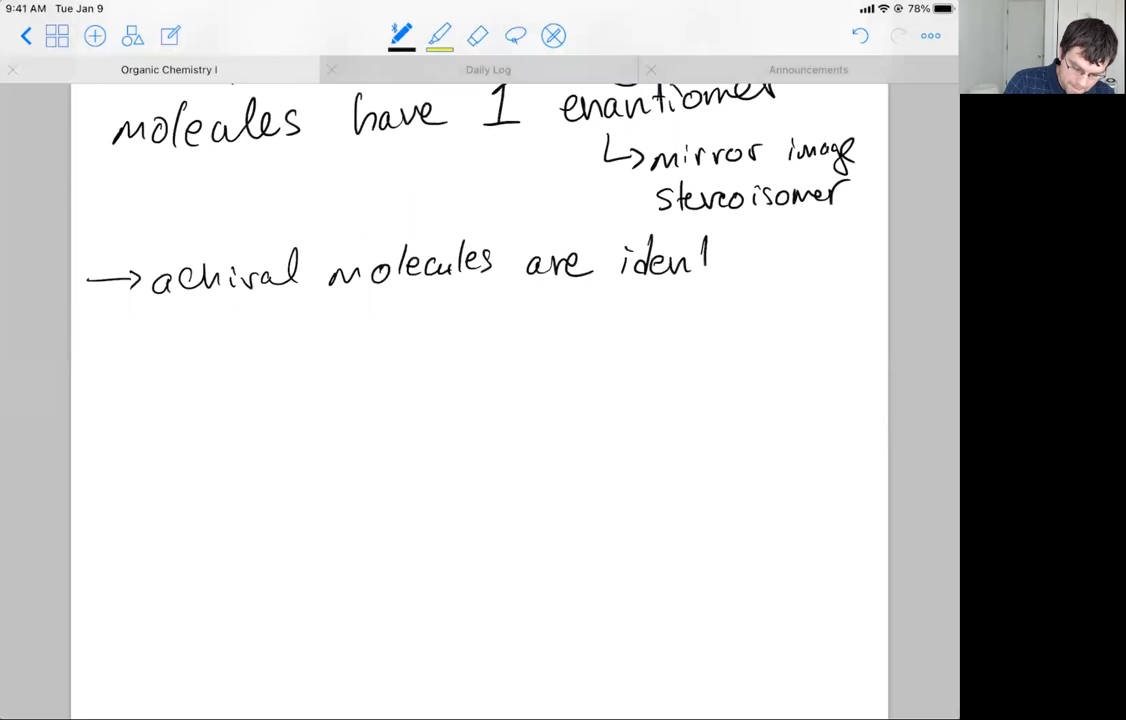 9:41 AM Tue Jan 9
78%
Organic Chemistry I
Daily Log
Announcements
molecules have 1 enantiomer
↳ mirror image
stereoisomer
→ achiral molecules are ident